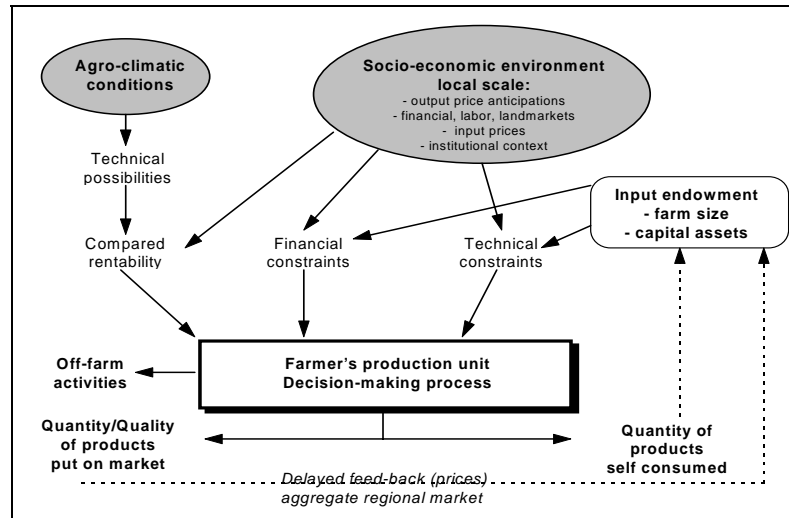 Agro-climatic
conditions
Socio-economic environment
local scale:
- output price anticipations
- financial, labor, landmarkets
- input prices
- institutional context
Technical
possibilities
Input endowment
- farm size
- capital assets
Compared
rentability
Financial
constraints
Technical
constraints
Farmer's production unit
Decision-making process
Off-farm
activities
Quantity/Quality
of products
put on market
Quantity of
products
self consumed
Delayed feed-back (prices)
aggregate regional market